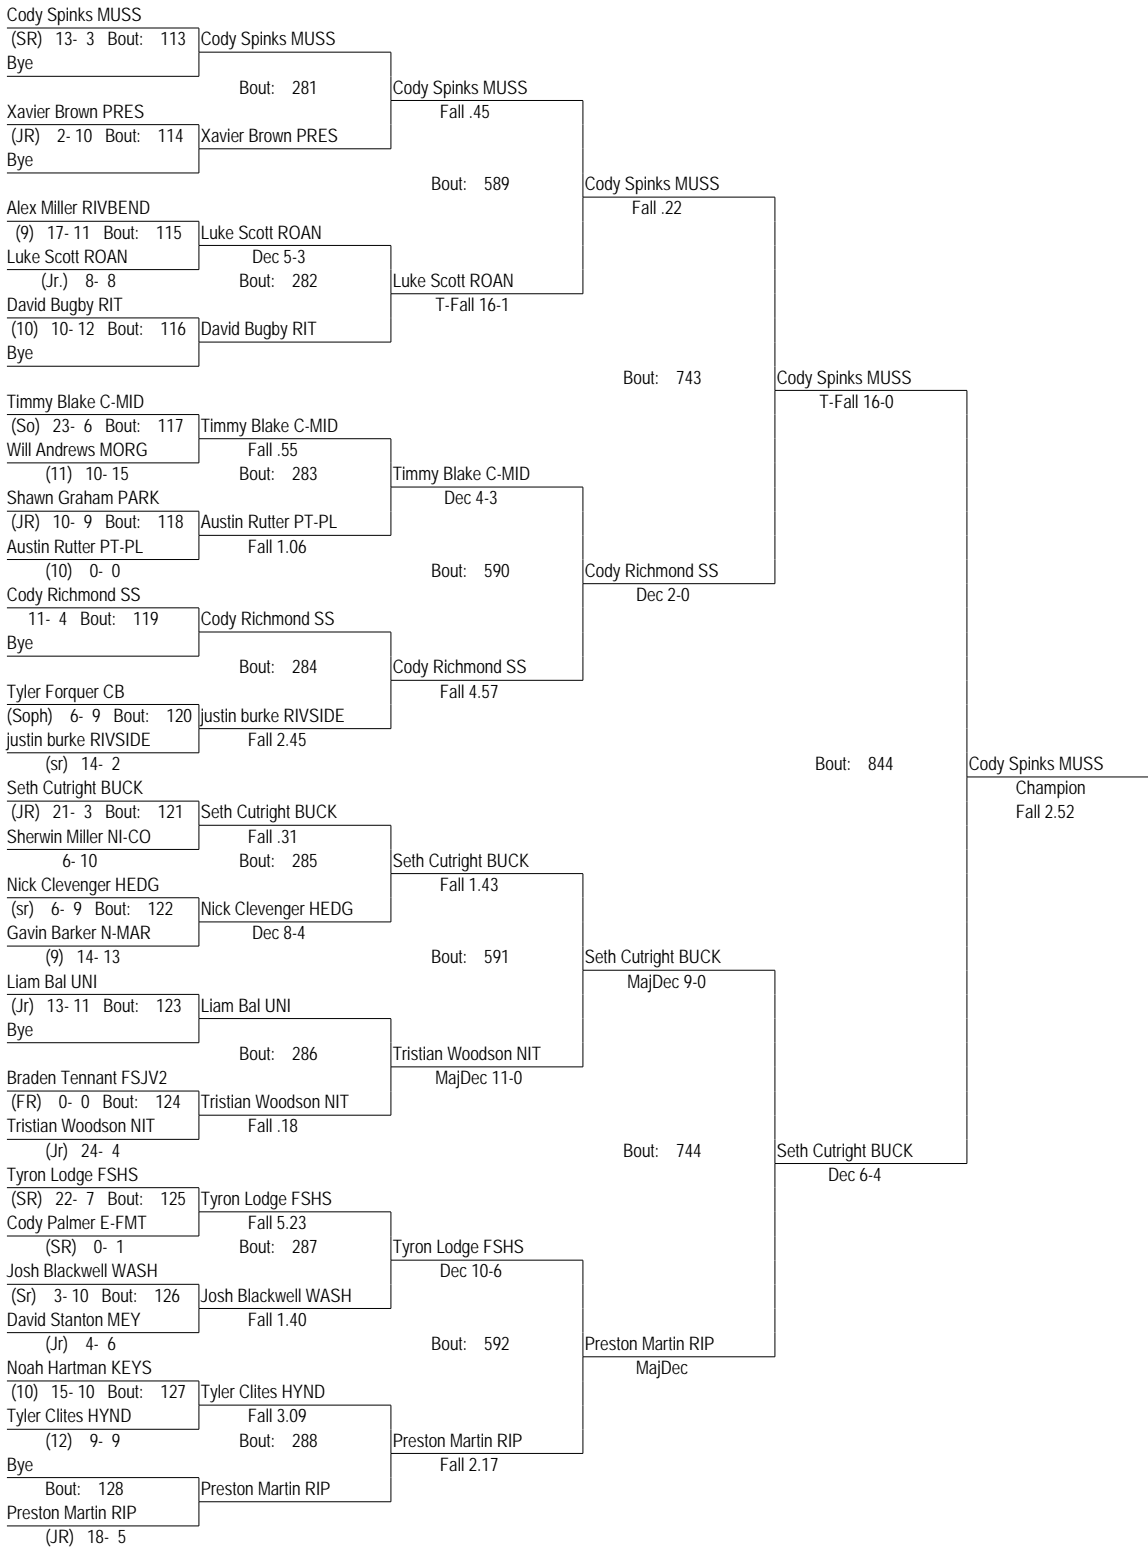 Cody Spinks MUSS
(SR) 13- 3 Bout: 113 Cody Spinks MUSS
Bye
Bout: 281 Cody Spinks MUSS
Xavier Brown PRES Fall .45
(JR) 2- 10 Bout: 114 Xavier Brown PRES
Bye
Bout: 589 Cody Spinks MUSS
Alex Miller RIVBEND Fall .22
(9) 17- 11 Bout: 115 Luke Scott ROAN
Luke Scott ROAN Dec 5-3
(Jr.) 8- 8 Bout: 282 Luke Scott ROAN
David Bugby RIT T-Fall 16-1
(10) 10- 12 Bout: 116 David Bugby RIT
Bye
Bout: 743 Cody Spinks MUSS
Timmy Blake C-MID T-Fall 16-0
(So) 23- 6 Bout: 117 Timmy Blake C-MID
Will Andrews MORG Fall .55
(11) 10- 15 Bout: 283 Timmy Blake C-MID
Shawn Graham PARK Dec 4-3
(JR) 10- 9 Bout: 118 Austin Rutter PT-PL
Austin Rutter PT-PL Fall 1.06
(10) 0- 0 Bout: 590 Cody Richmond SS
Cody Richmond SS Dec 2-0
11- 4 Bout: 119 Cody Richmond SS
Bye
Bout: 284 Cody Richmond SS
Tyler Forquer CB Fall 4.57
(Soph) 6- 9 Bout: 120 justin burke RIVSIDE
justin burke RIVSIDE Fall 2.45
(sr) 14- 2 Bout: 844 Cody Spinks MUSS
Seth Cutright BUCK Champion
(JR) 21- 3 Bout: 121 Seth Cutright BUCK Fall 2.52
Sherwin Miller NI-CO Fall .31
6- 10 Bout: 285 Seth Cutright BUCK
Nick Clevenger HEDG Fall 1.43
(sr) 6- 9 Bout: 122 Nick Clevenger HEDG
Gavin Barker N-MAR Dec 8-4
(9) 14- 13 Bout: 591 Seth Cutright BUCK
Liam Bal UNI MajDec 9-0
(Jr) 13- 11 Bout: 123 Liam Bal UNI
Bye
Bout: 286 Tristian Woodson NIT
Braden Tennant FSJV2 MajDec 11-0
(FR) 0- 0 Bout: 124 Tristian Woodson NIT
Tristian Woodson NIT Fall .18
(Jr) 24- 4 Bout: 744 Seth Cutright BUCK
Tyron Lodge FSHS Dec 6-4
(SR) 22- 7 Bout: 125 Tyron Lodge FSHS
Cody Palmer E-FMT Fall 5.23
(SR) 0- 1 Bout: 287 Tyron Lodge FSHS
Josh Blackwell WASH Dec 10-6
(Sr) 3- 10 Bout: 126 Josh Blackwell WASH
David Stanton MEY Fall 1.40
(Jr) 4- 6 Bout: 592 Preston Martin RIP
Noah Hartman KEYS MajDec
(10) 15- 10 Bout: 127 Tyler Clites HYND
Tyler Clites HYND Fall 3.09
(12) 9- 9 Bout: 288 Preston Martin RIP
Bye Fall 2.17
Bout: 128 Preston Martin RIP
Preston Martin RIP
(JR) 18- 5